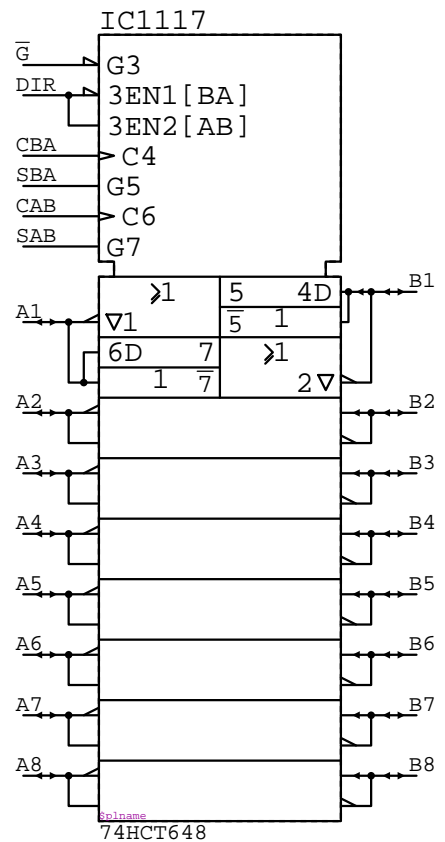 IC1117
G̅ G3
DIR 3EN1[BA]
3EN2[AB]
CBA C4
SBA G5
CAB C6
SAB G7
≥1 5 4D B1
A1 ▽1 5̅ 1
6D 7 ≥1
1 7̅ 2▽
A2 B2
A3 B3
A4 B4
A5 B5
A6 B6
A7 B7
A8 B8
$plname
74HCT648